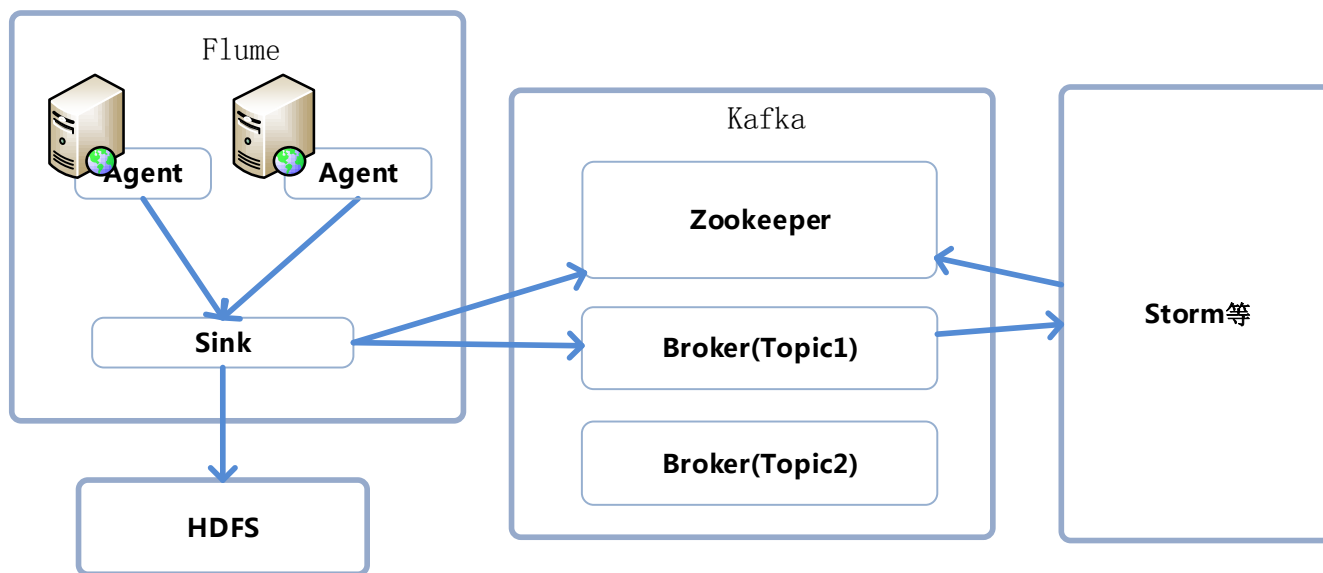 Flume
Agent
Agent
Sink
HDFS
Kafka
Zookeeper
Broker(Topic1)
Broker(Topic2)
Storm等